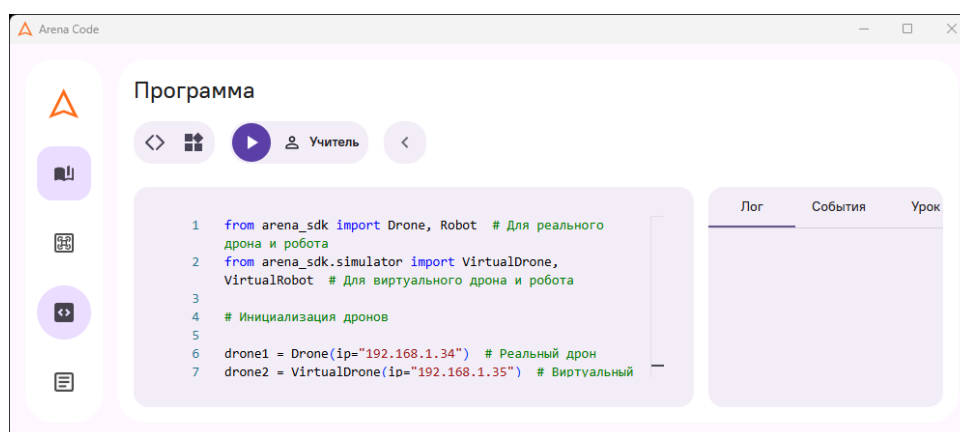 Arena Code
Программа
Учитель
1 from arena_sdk import Drone, Robot # Для реального
дрона и робота
2 from arena_sdk.simulator import VirtualDrone,
VirtualRobot # Для виртуального дрона и робота
3
4 # Инициализация дронов
5
6 drone1 = Drone(ip="192.168.1.34") # Реальный дрон
7 drone2 = VirtualDrone(ip="192.168.1.35") # Виртуальный
Лог События Урок